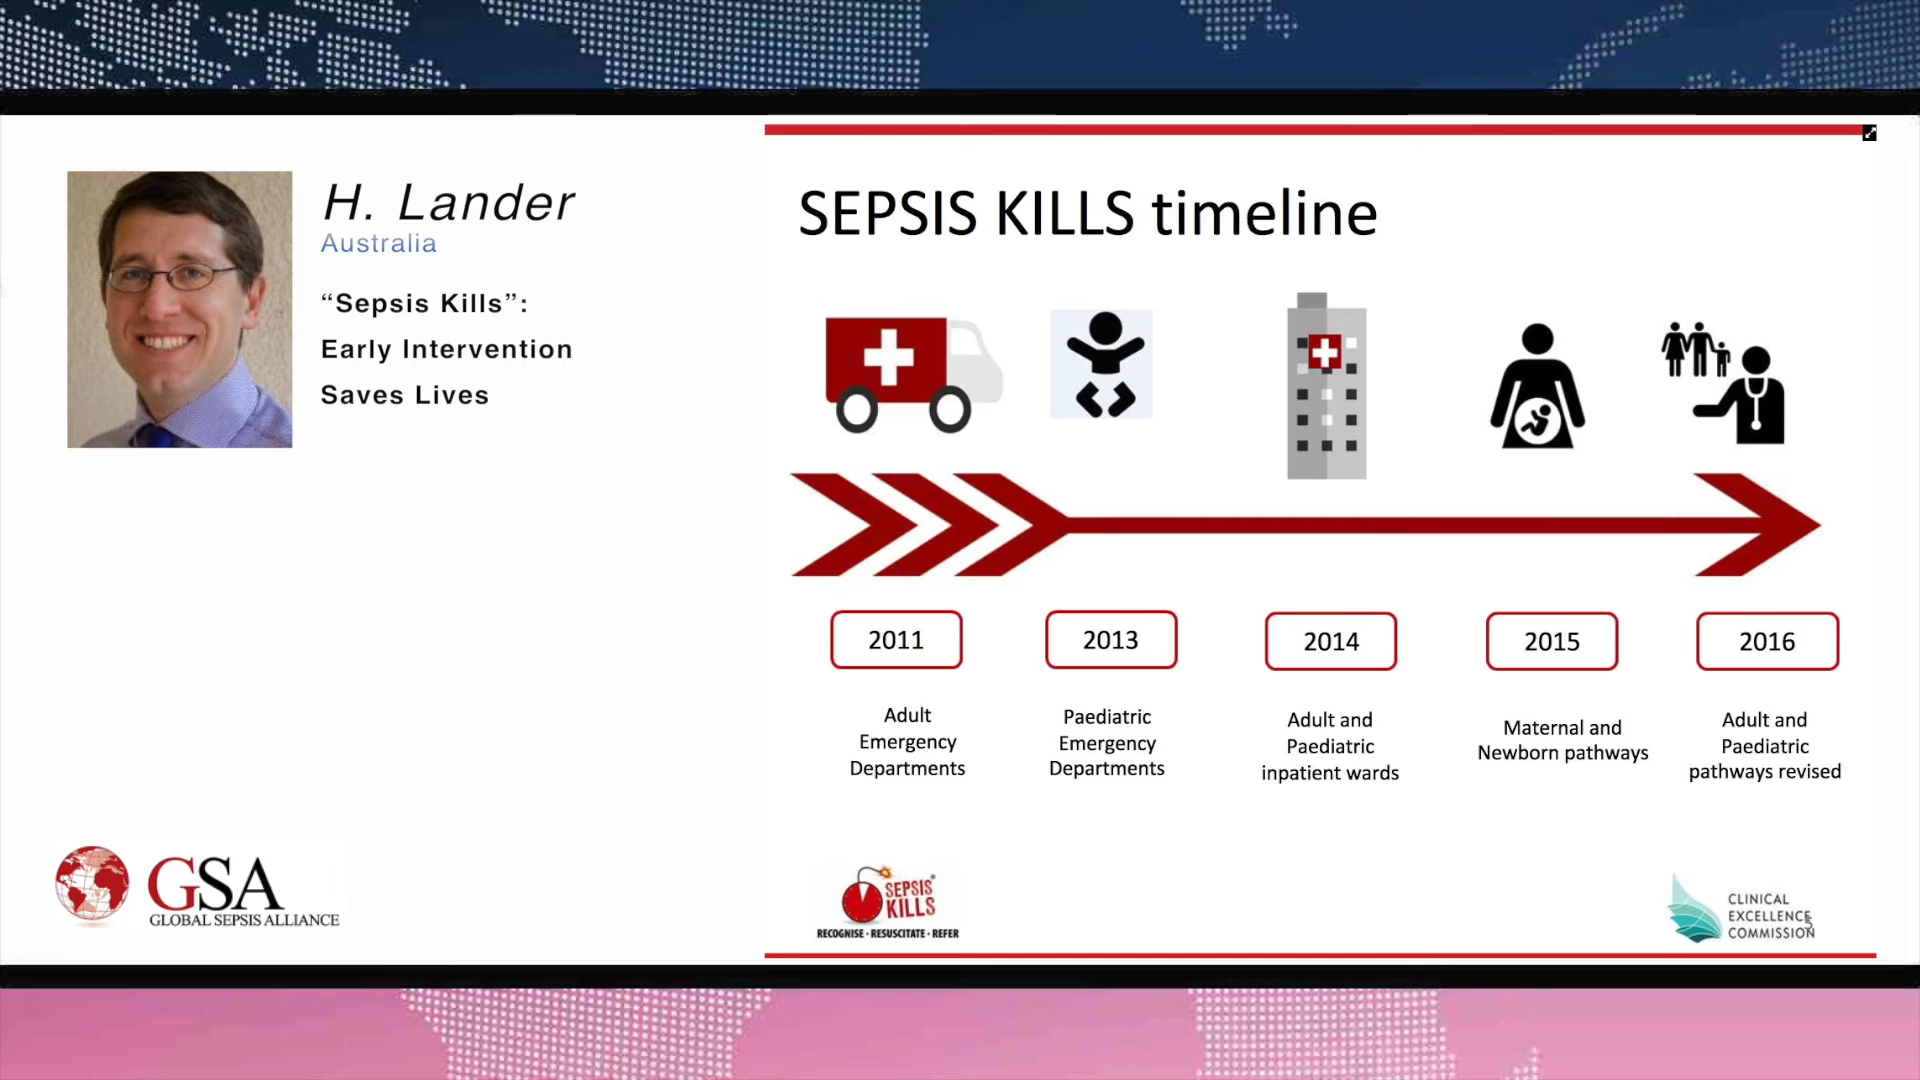 H. Lander
Australia
“Sepsis Kills”:
Early Intervention
Saves Lives
GSA
GLOBAL SEPSIS ALLIANCE
SEPSIS KILLS timeline
2011
2013
2014
2015
2016
Adult
Emergency
Departments
Paediatric
Emergency
Departments
Adult and
Paediatric
inpatient wards
Maternal and
Newborn pathways
Adult and
Paediatric
pathways revised
SEPSIS
KILLS
RECOGNISE · RESUSCITATE · REFER
CLINICAL
EXCELLENCE
COMMISSION
5